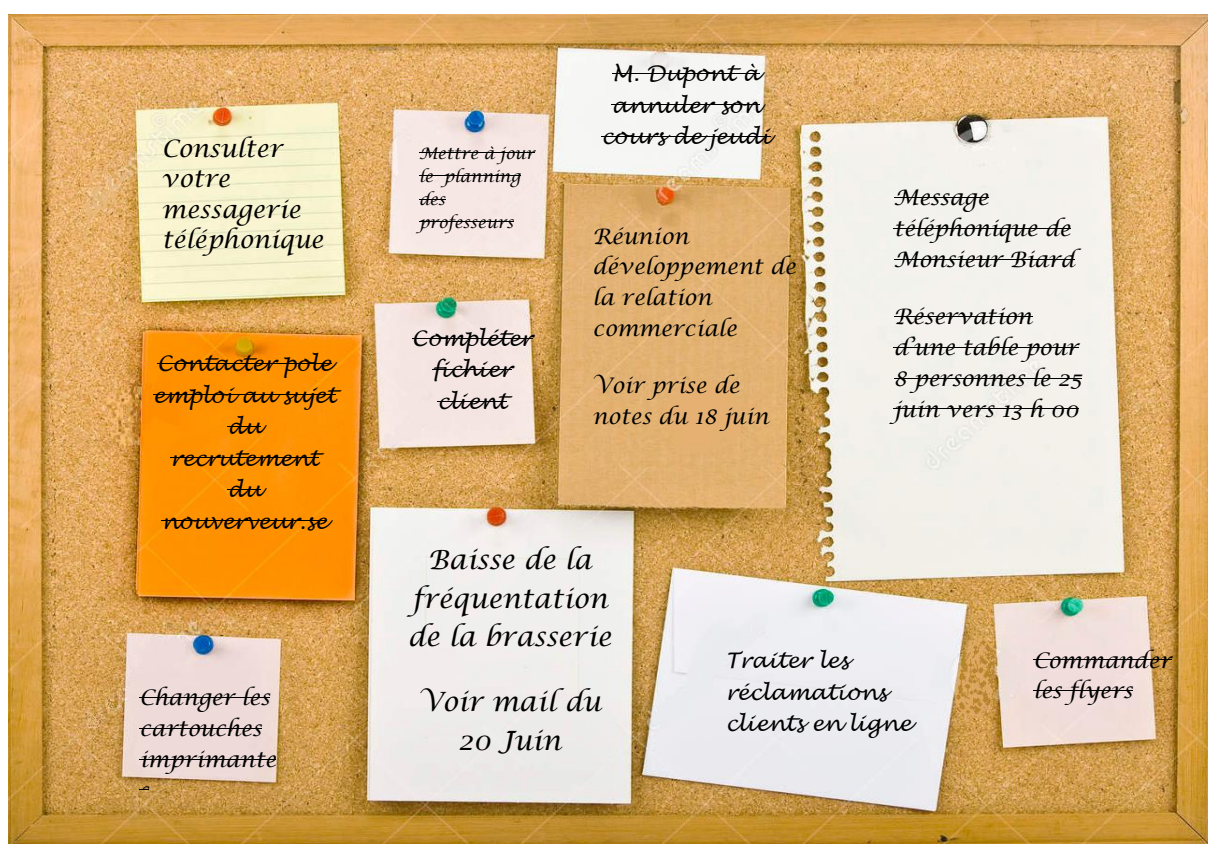 Consulter
votre
messagerie
téléphonique
Mettre à jour
le planning
des
professeurs
M. Dupont à
annuler son
cours de jeudi
Réunion
développement de
la relation
commerciale
Voir prise de
notes du 18 juin
Message
téléphonique de
Monsieur Biard
Réservation
d'une table pour
8 personnes le 25
juin vers 13 h 00
Contacter pole
emploi au sujet
du
recrutement
du
nouverveur.se
Compléter
fichier
client
Baisse de la
fréquentation
de la brasserie
Voir mail du
20 Juin
Traiter les
réclamations
clients en ligne
Commander
les flyers
Changer les
cartouches
imprimante